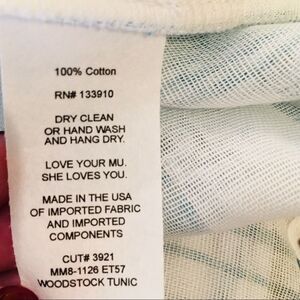 100% Cotton
RN# 133910
DRY CLEAN
OR HAND WASH
AND HANG DRY.
LOVE YOUR MU.
SHE LOVES YOU.
MADE IN THE USA
OF IMPORTED FABRIC
AND IMPORTED
COMPONENTS
CUT# 3921
MM8-1126 ET57
WOODSTOCK TUNIC